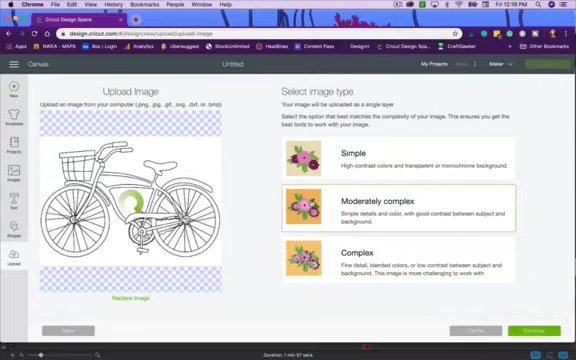 Chrome File Edit View History Bookmarks People Tab Window Help
12:19 PM
Cricut Design Space
design.cricut.com/#/design/new/upload/upload-image
Apps NWEA - MAPS Box | Login Analytics Ubersuggest StockUnlimited Headlines Content Pass Cricut Design Spac... CraftGawker Other Bookmarks
Canvas Untitled My Projects Maker
New
Templates
Projects
Images
Text
Shapes
Upload
Upload Image
Upload an image from your computer (.png, .jpg, .gif, .svg, .dxf, or .bmp)
Replace Image
Select image type
Your image will be uploaded as a single layer
Select the option that best matches the complexity of your image. This ensures you get the
best tools to work with your image.
Simple
High-contrast colors and transparent or monochrome background.
Moderately complex
Simple details and color, with good contrast between subject and
background.
Complex
Fine detail, blended colors, or low contrast between subject and
background. This image is more challenging to work with.
Cancel Continue
Duration: 1 min 37 secs